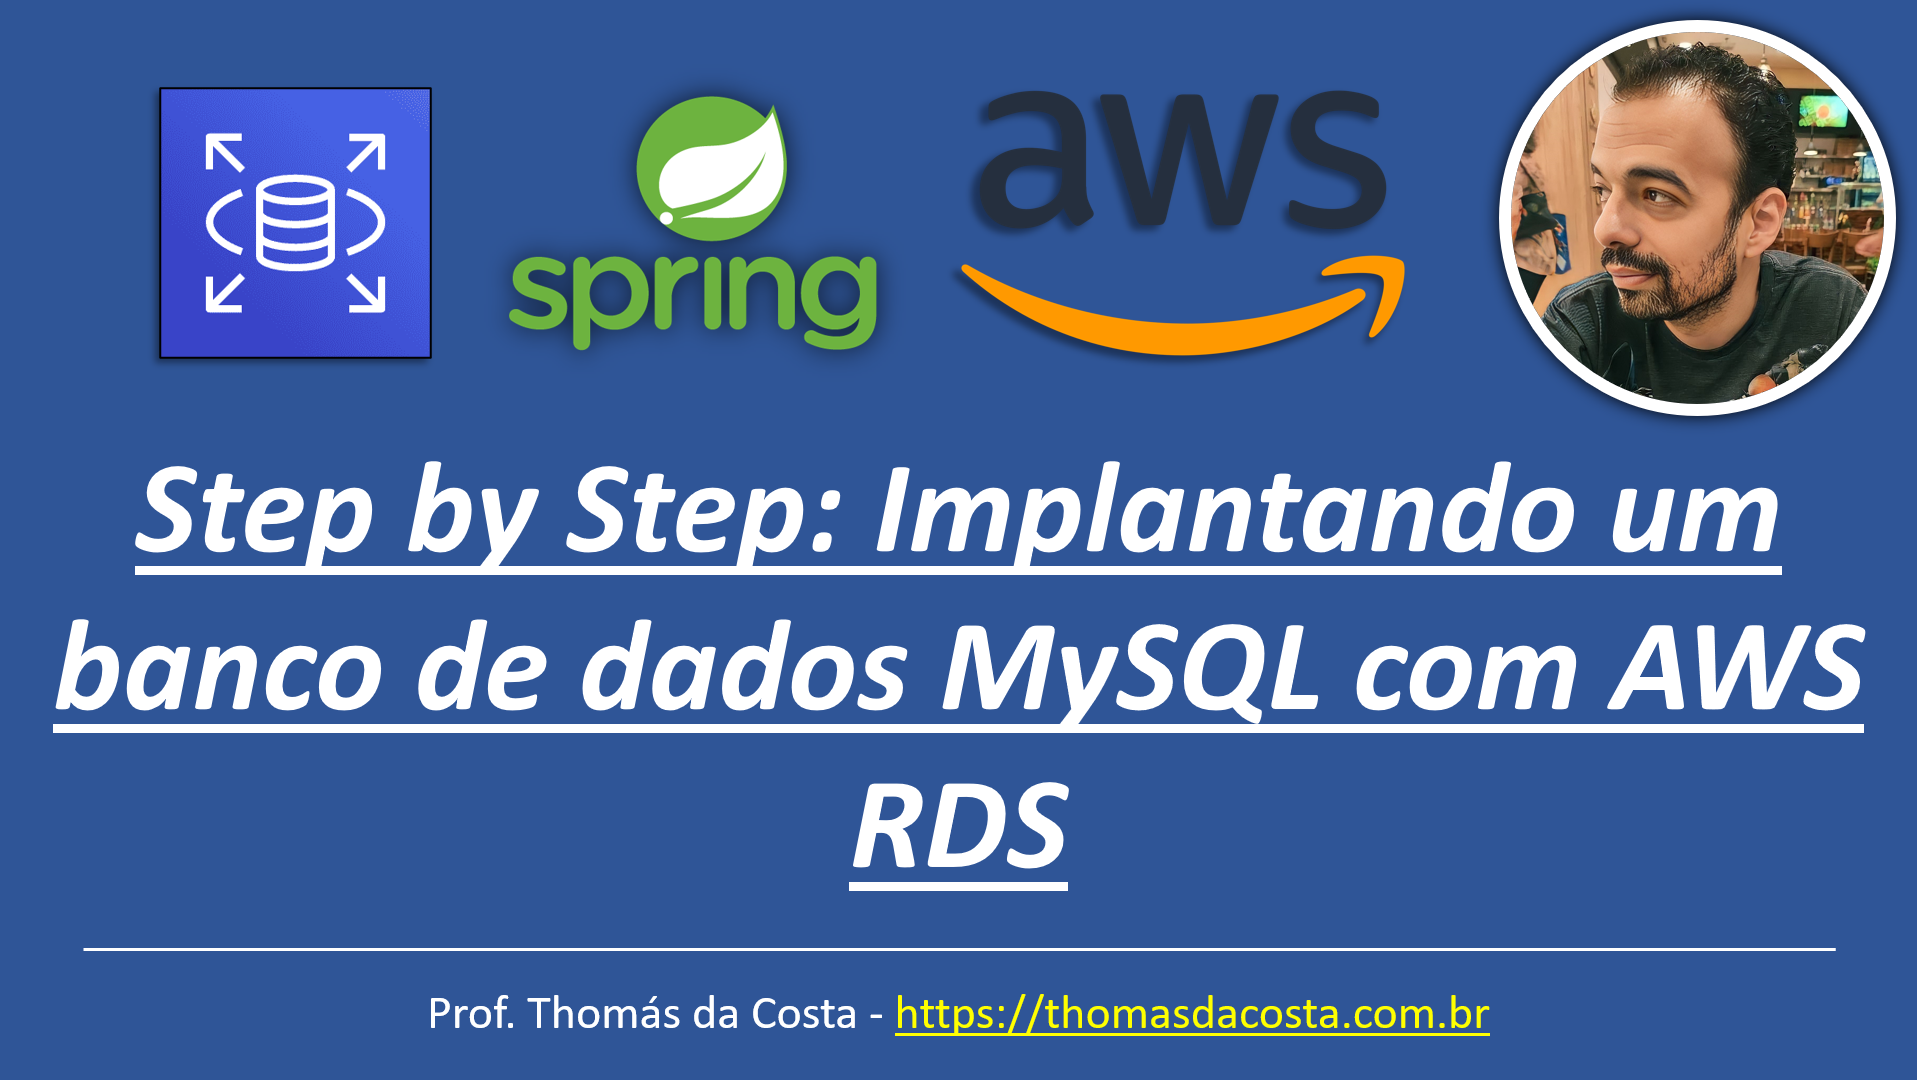 spring
aws
Step by Step: Implantando um
banco de dados MySQL com AWS
RDS
Prof. Thomás da Costa - https://thomasdacosta.com.br